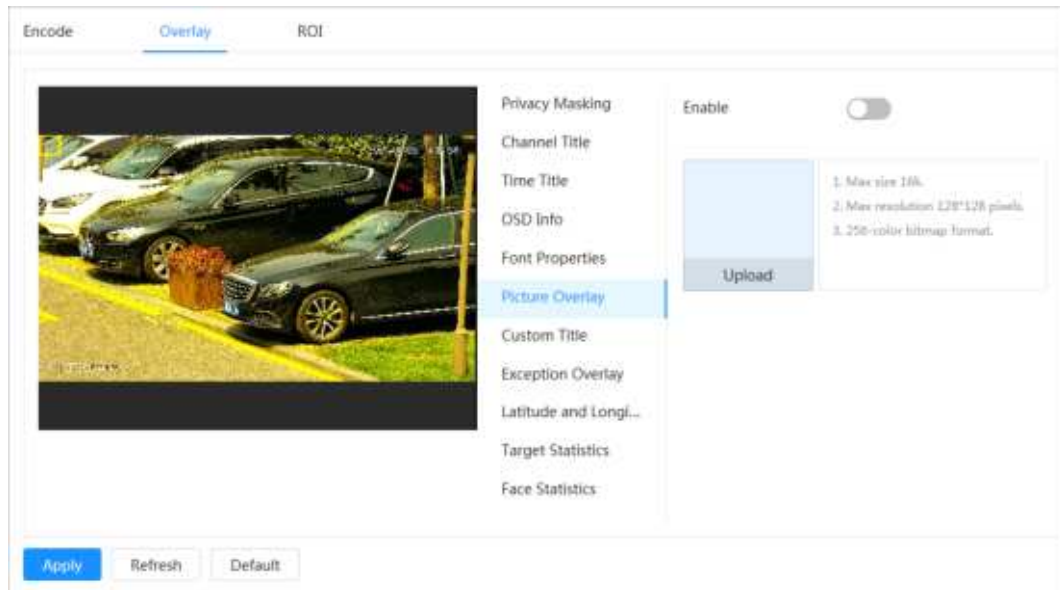 Encode Overlay ROI
Privacy Masking
Channel Title
Time Title
OSD Info
Font Properties
Picture Overlay
Custom Title
Exception Overlay
Latitude and Longi...
Target Statistics
Face Statistics
Enable
1. Max size 16k.
2. Max resolution 128*128 pixels.
3. 256-color bitmap format.
Upload
Apply Refresh Default